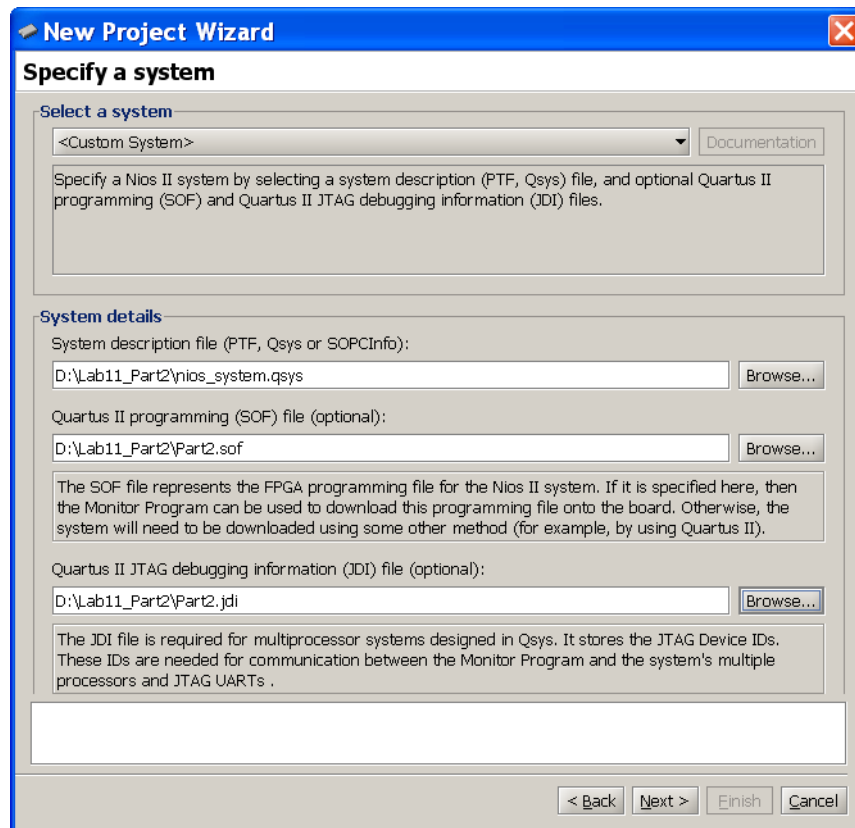 New Project Wizard
Specify a system
Select a system
<Custom System>
Documentation
Specify a Nios II system by selecting a system description (PTF, Qsys) file, and optional Quartus II
programming (SOF) and Quartus II JTAG debugging information (JDI) files.
System details
System description file (PTF, Qsys or SOPCInfo):
D:\Lab11_Part2\nios_system.qsys
Browse...
Quartus II programming (SOF) file (optional):
D:\Lab11_Part2\Part2.sof
Browse...
The SOF file represents the FPGA programming file for the Nios II system. If it is specified here, then
the Monitor Program can be used to download this programming file onto the board. Otherwise, the
system will need to be downloaded using some other method (for example, by using Quartus II).
Quartus II JTAG debugging information (JDI) file (optional):
D:\Lab11_Part2\Part2.jdi
Browse...
The JDI file is required for multiprocessor systems designed in Qsys. It stores the JTAG Device IDs.
These IDs are needed for communication between the Monitor Program and the system's multiple
processors and JTAG UARTs .
< Back
Next >
Finish
Cancel